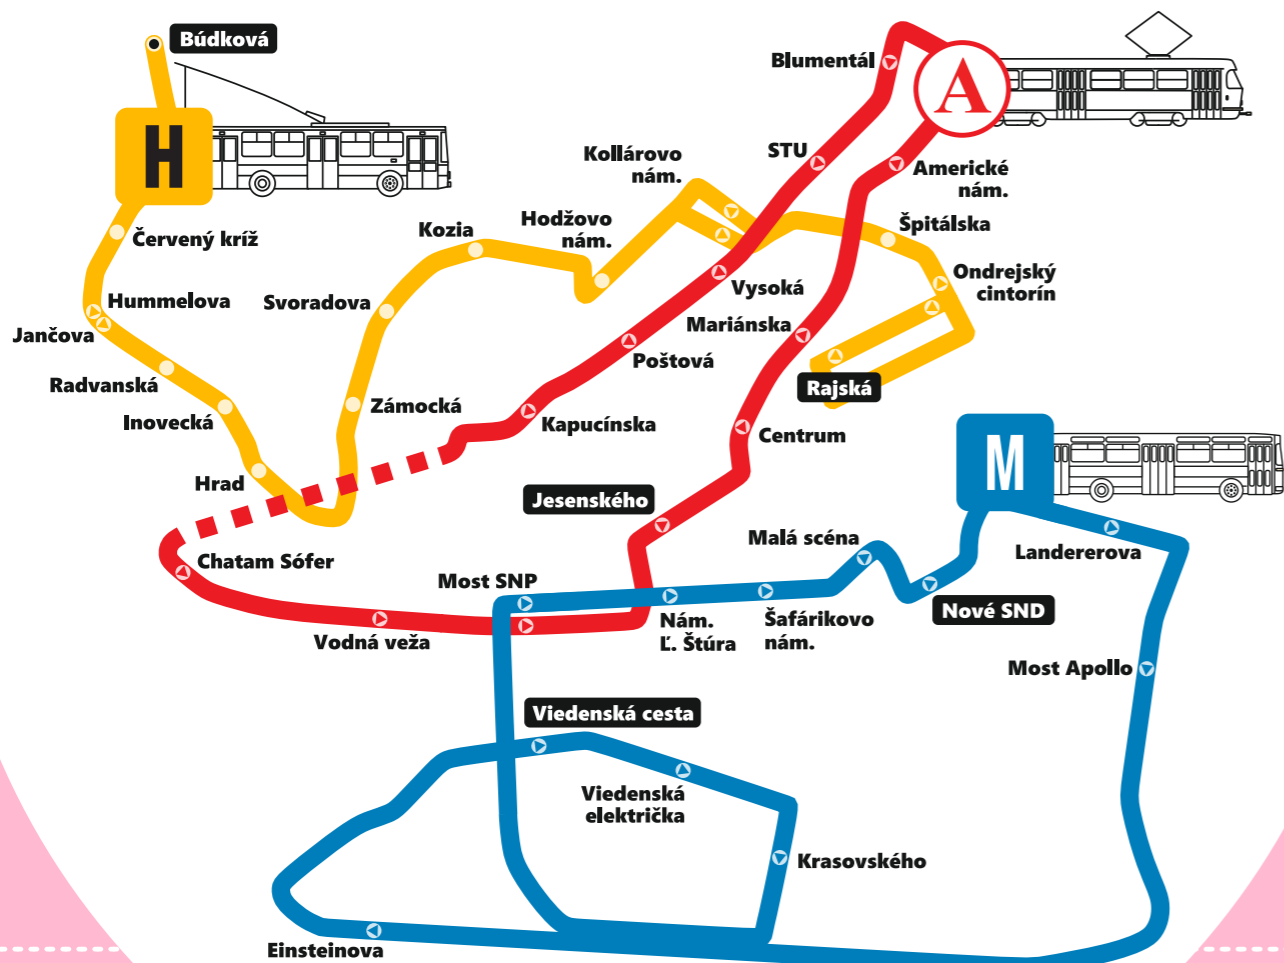 Búdková
H
Blumentál
A
Kollárovo
nám.
STU
Americké
nám.
Červený kríž
Kozia
Hodžovo
nám.
Špitálska
Hummelova
Svoradova
Vysoká
Ondrejský
cintorín
Jančova
Mariánska
Poštová
Radvanská
Rajská
Inovecká
Zámocká
Kapucínska
Centrum
M
Hrad
Jesenského
Malá scéna
Landererova
Chatam Sófer
Most SNP
Nové SND
Nám.
Ľ. Štúra
Šafárikovo
nám.
Vodná veža
Most Apollo
Viedenská cesta
Viedenská
električka
Krasovského
Einsteinova